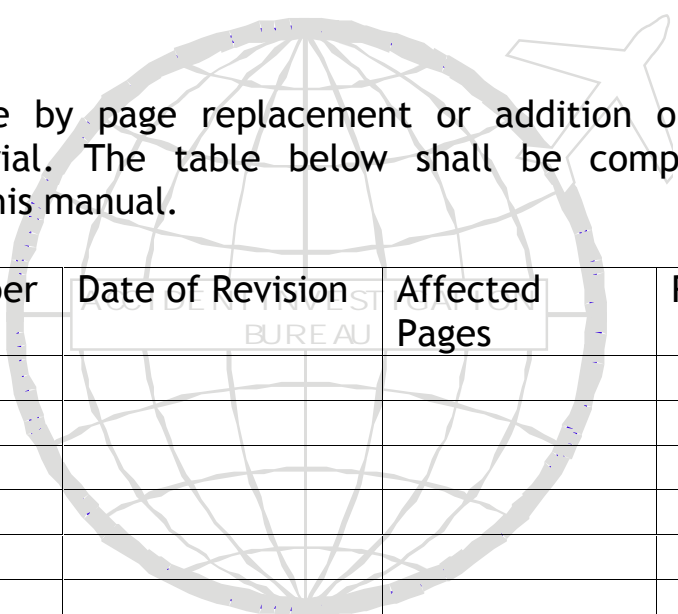 e by page replacement or addition o
ial. The table below shall be comp
his manual.
er Date of Revision Affected
Pages
ACCIDENT INVESTIGATION
BUREAU